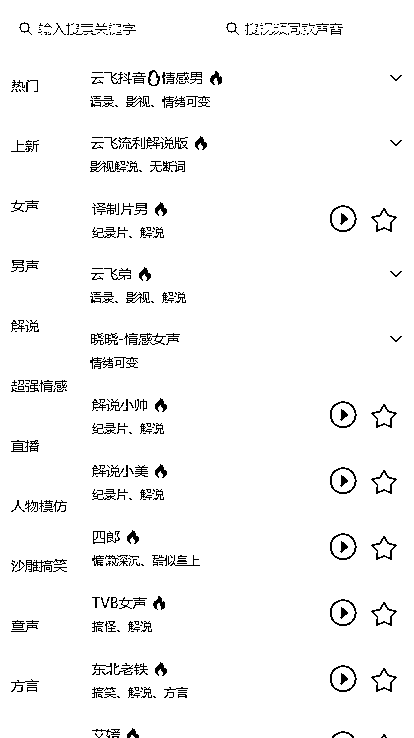 输入搜索关键字
搜视频同款声音
热门
上新
女声
男声
解说
超强情感
直播
人物模仿
沙雕搞笑
童声
方言
云飞抖音情感男
语录、影视、情绪可变
云飞流利解说版
影视解说、无断词
译制片男
纪录片、解说
云飞弟
语录、影视、解说
晓晓-情感女声
情绪可变
解说小帅
纪录片、解说
解说小美
纪录片、解说
四郎
慵懒深沉、酷似皇上
TVB女声
搞怪、解说
东北老铁
搞笑、解说、方言